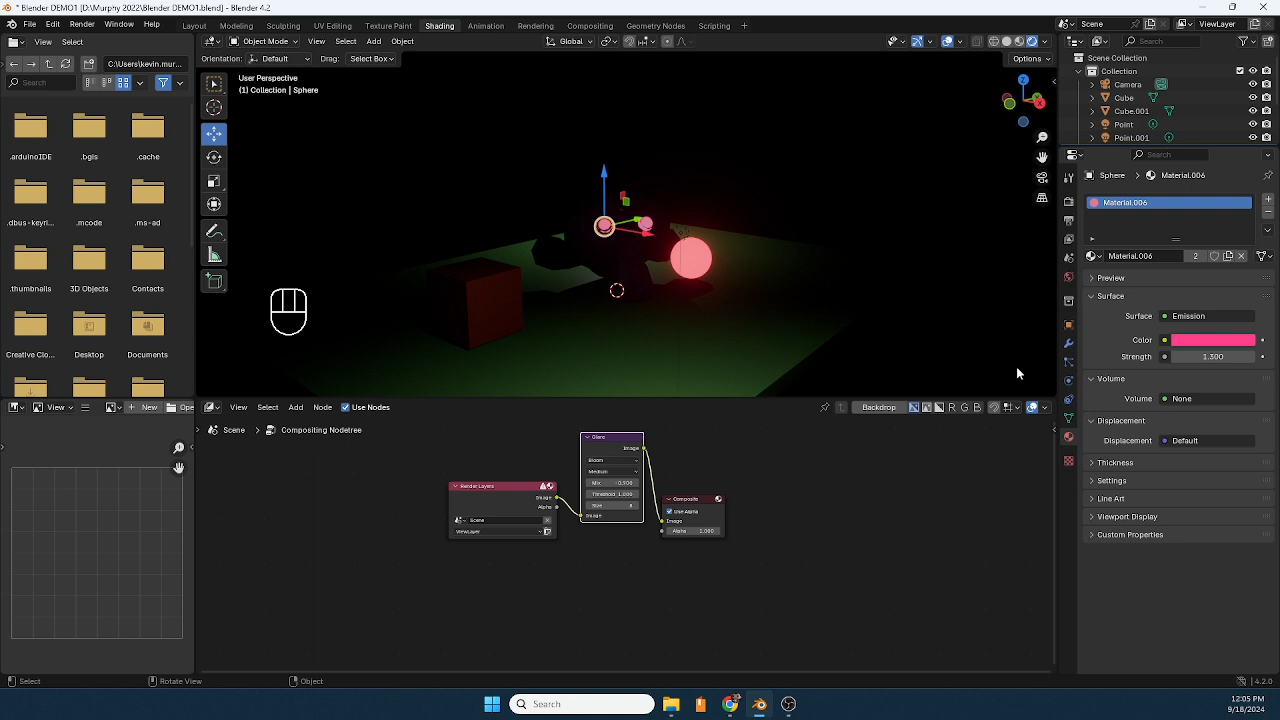 * Blender DEMO1 [D:\Murphy 2022\Blender DEMO1.blend] - Blender 4.2
File Edit Render Window Help Layout Modeling Sculpting UV Editing Texture Paint Shading Animation Rendering Compositing Geometry Nodes Scripting + Scene ViewLayer
View Select Object Mode View Select Add Object Global Search
C:\Users\kevin.mur... Orientation: Default Drag: Select Box Options Scene Collection
Search User Perspective Collection
(1) Collection | Sphere Camera
Cube
Cube.001
Point
Point.001
.arduinoIDE .bgls .cache
Search
Sphere Material.006
Material.006
.dbus-keyri... .mcode .ms-ad
Material.006 2
.thumbnails 3D Objects Contacts
Preview
Surface
Surface Emission
Color
Creative Clo... Desktop Documents
Strength 1.300
Volume
Volume None
View New Ope View Select Add Node Use Nodes Backdrop R G B
Displacement
Displacement Default
Scene Compositing Nodetree
Thickness
Settings
Line Art
Viewport Display
Custom Properties
Glare
Image
Bloom
Medium
Mix -0.900
Threshold 1.000
Size 8
Image
Render Layers
Image
Alpha
Scene
ViewLayer
Composite
Use Alpha
Image
Alpha 1.000
Select Rotate View Object 4.2.0
Search
12:05 PM
9/18/2024